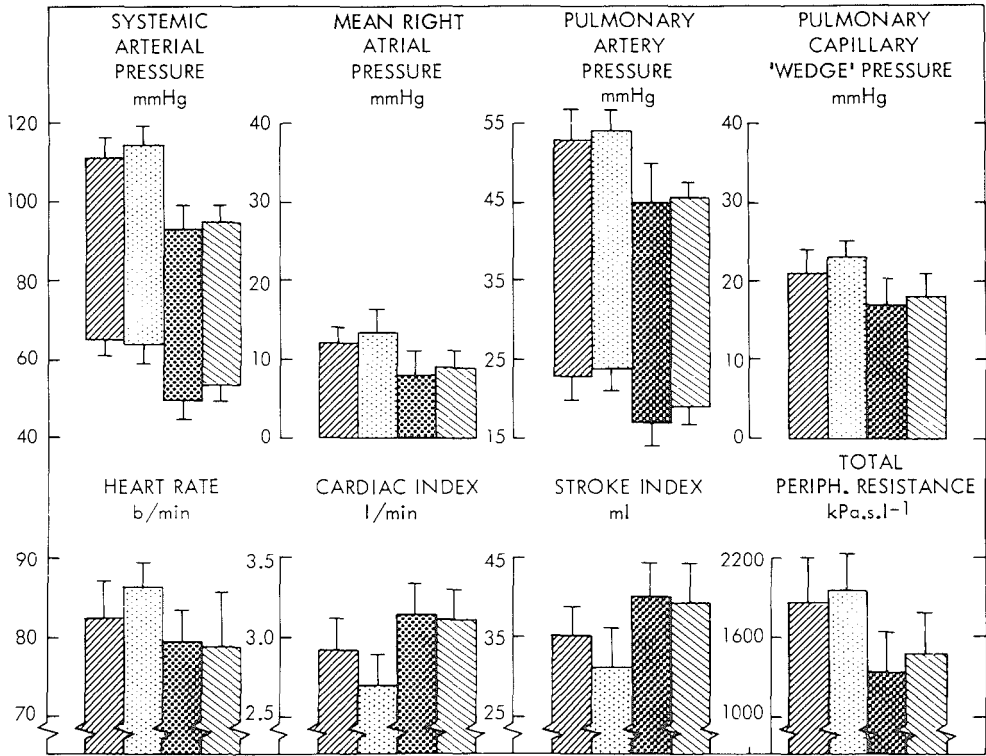 SYSTEMIC
ARTERIAL
PRESSURE
mmHg
120
100
80
60
40
MEAN RIGHT
ATRIAL
PRESSURE
mmHg
40
30
20
10
0
PULMONARY
ARTERY
PRESSURE
mmHg
55
45
35
25
15
PULMONARY
CAPILLARY
'WEDGE' PRESSURE
mmHg
40
30
20
10
0
HEART RATE
b/min
90
80
70
CARDIAC INDEX
l/min
3.5
3.0
2.5
STROKE INDEX
ml
45
35
25
TOTAL
PERIPH. RESISTANCE
kPa.s.l-1
2200
1600
1000